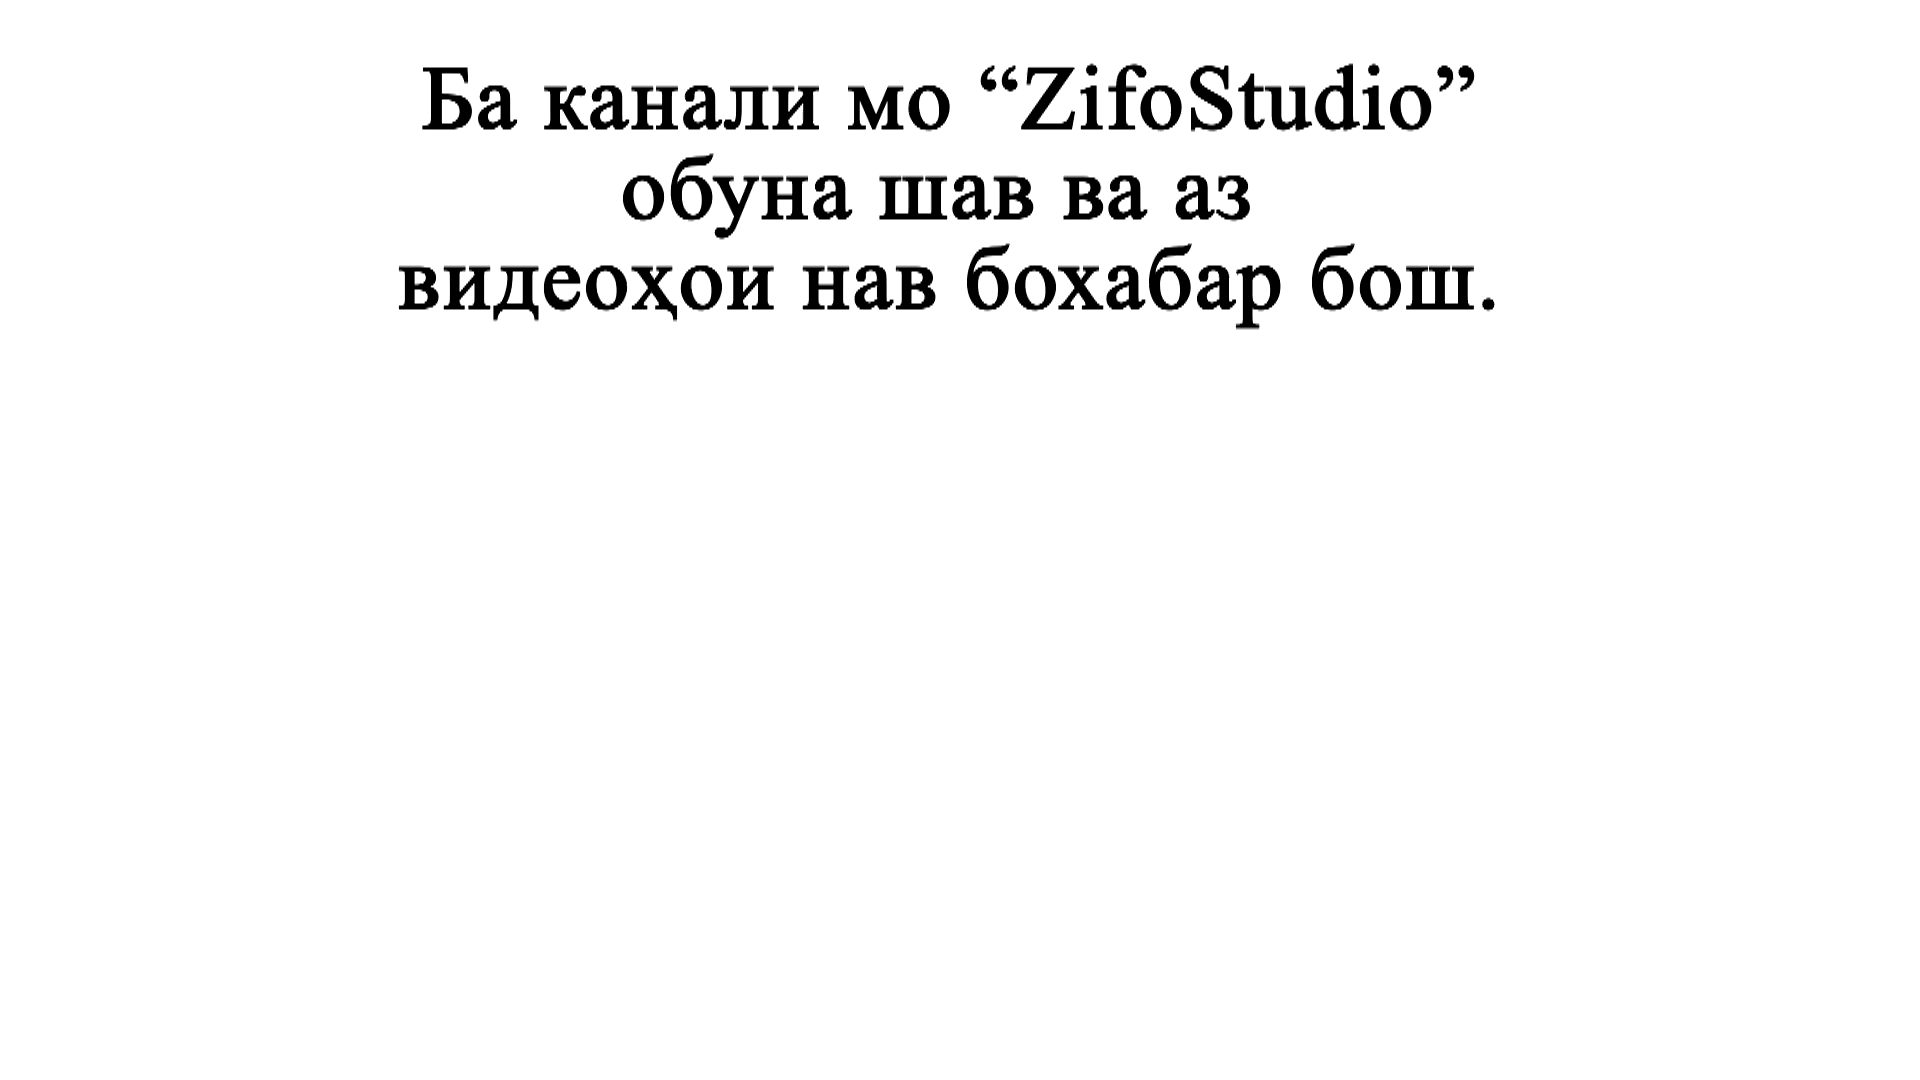 Ба канали мо “ZifoStudio”
обуна шав ва аз
видеоҳои нав бохабар бош.